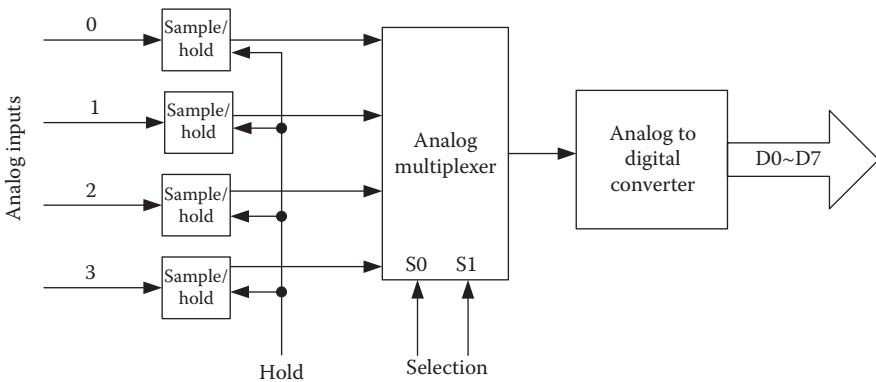 Analog inputs
0
Sample/
hold
1
Sample/
hold
2
Sample/
hold
3
Sample/
hold
Hold
Analog
multiplexer
S0 S1
Selection
Analog to
digital
converter
D0~D7